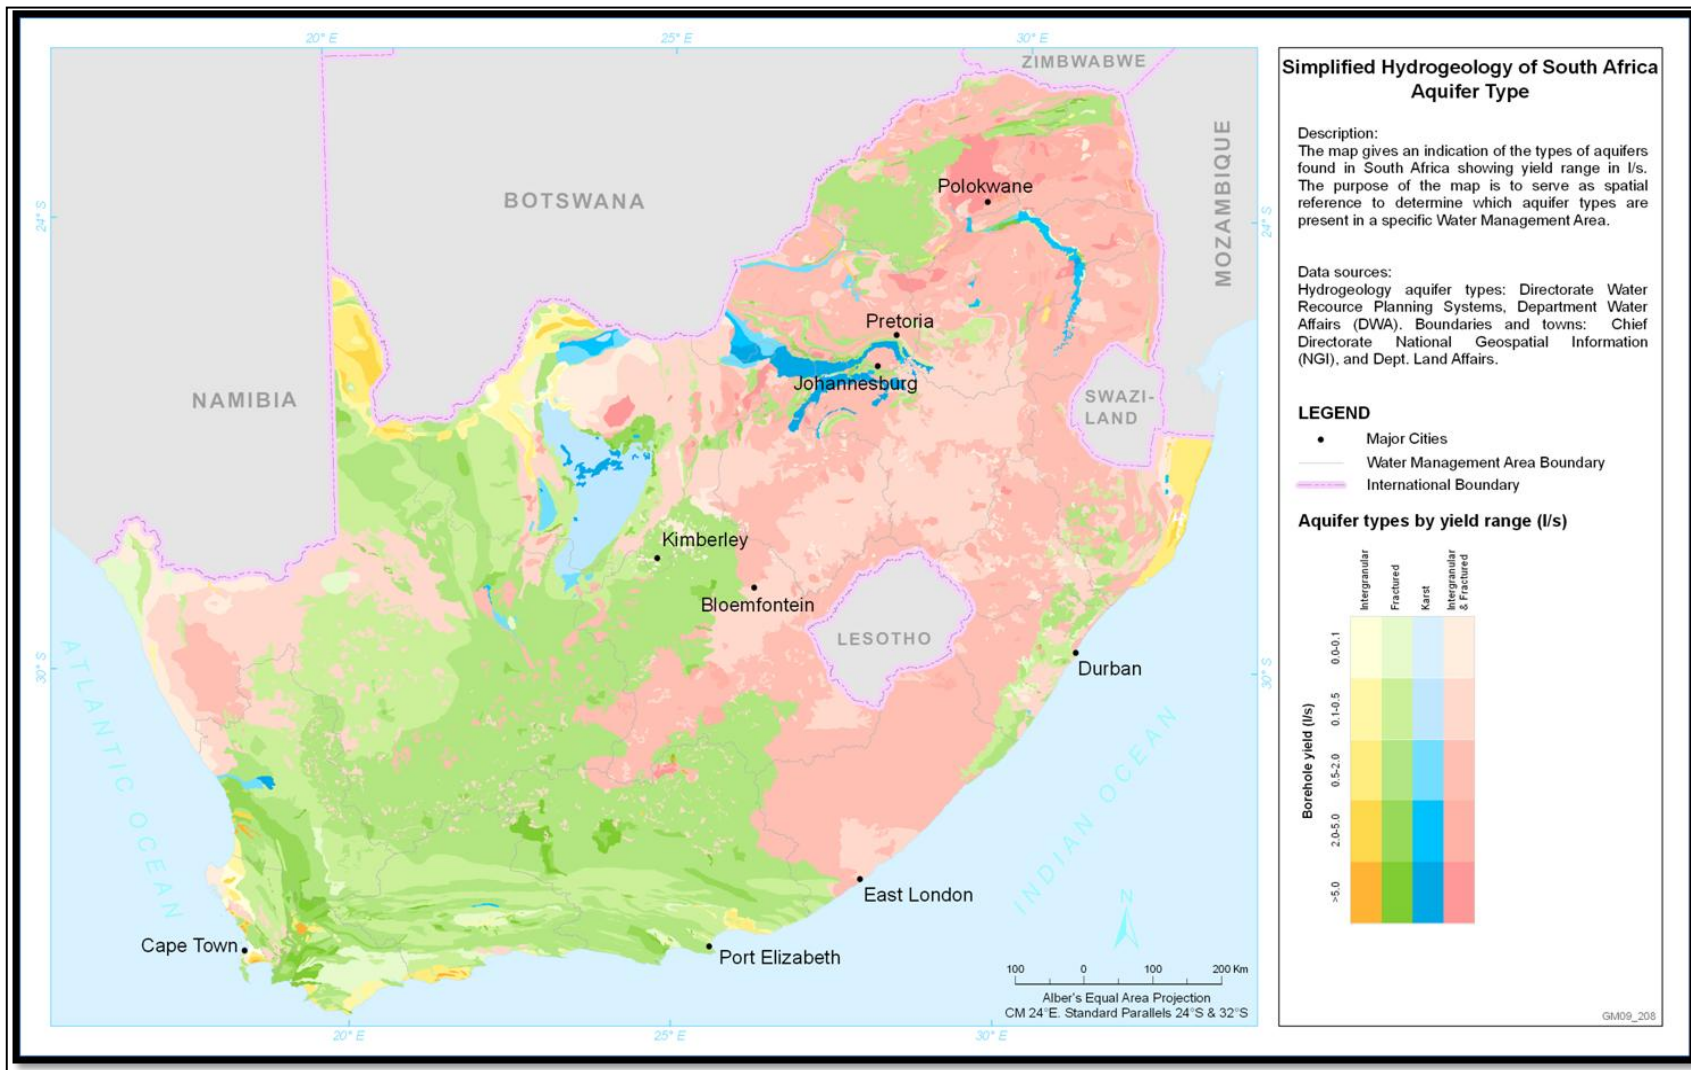 20° E
25° E
30° E
ZIMBWABWE
BOTSWANA
MOZAMBIQUE
NAMIBIA
SWAZI-
LAND
LESOTHO
24° S
24° S
30° S
30° S
Polokwane
Pretoria
Johannesburg
Kimberley
Bloemfontein
Durban
East London
Port Elizabeth
Cape Town
ATLANTIC OCEAN
INDIAN OCEAN
N
100 0 100 200 Km
Alber's Equal Area Projection
CM 24°E. Standard Parallels 24°S & 32°S
20° E
25° E
30° E
Simplified Hydrogeology of South Africa
Aquifer Type
Description:
The map gives an indication of the types of aquifers
found in South Africa showing yield range in l/s.
The purpose of the map is to serve as spatial
reference to determine which aquifer types are
present in a specific Water Management Area.
Data sources:
Hydrogeology aquifer types: Directorate Water
Recource Planning Systems, Department Water
Affairs (DWA). Boundaries and towns: Chief
Directorate National Geospatial Information
(NGI), and Dept. Land Affairs.
LEGEND
Major Cities
Water Management Area Boundary
International Boundary
Aquifer types by yield range (l/s)
Intergranular
Fractured
Karst
Intergranular
& Fractured
Borehole yield (l/s)
0.0-0.1
0.1-0.5
0.5-2.0
2.0-5.0
>5.0
GM09_208